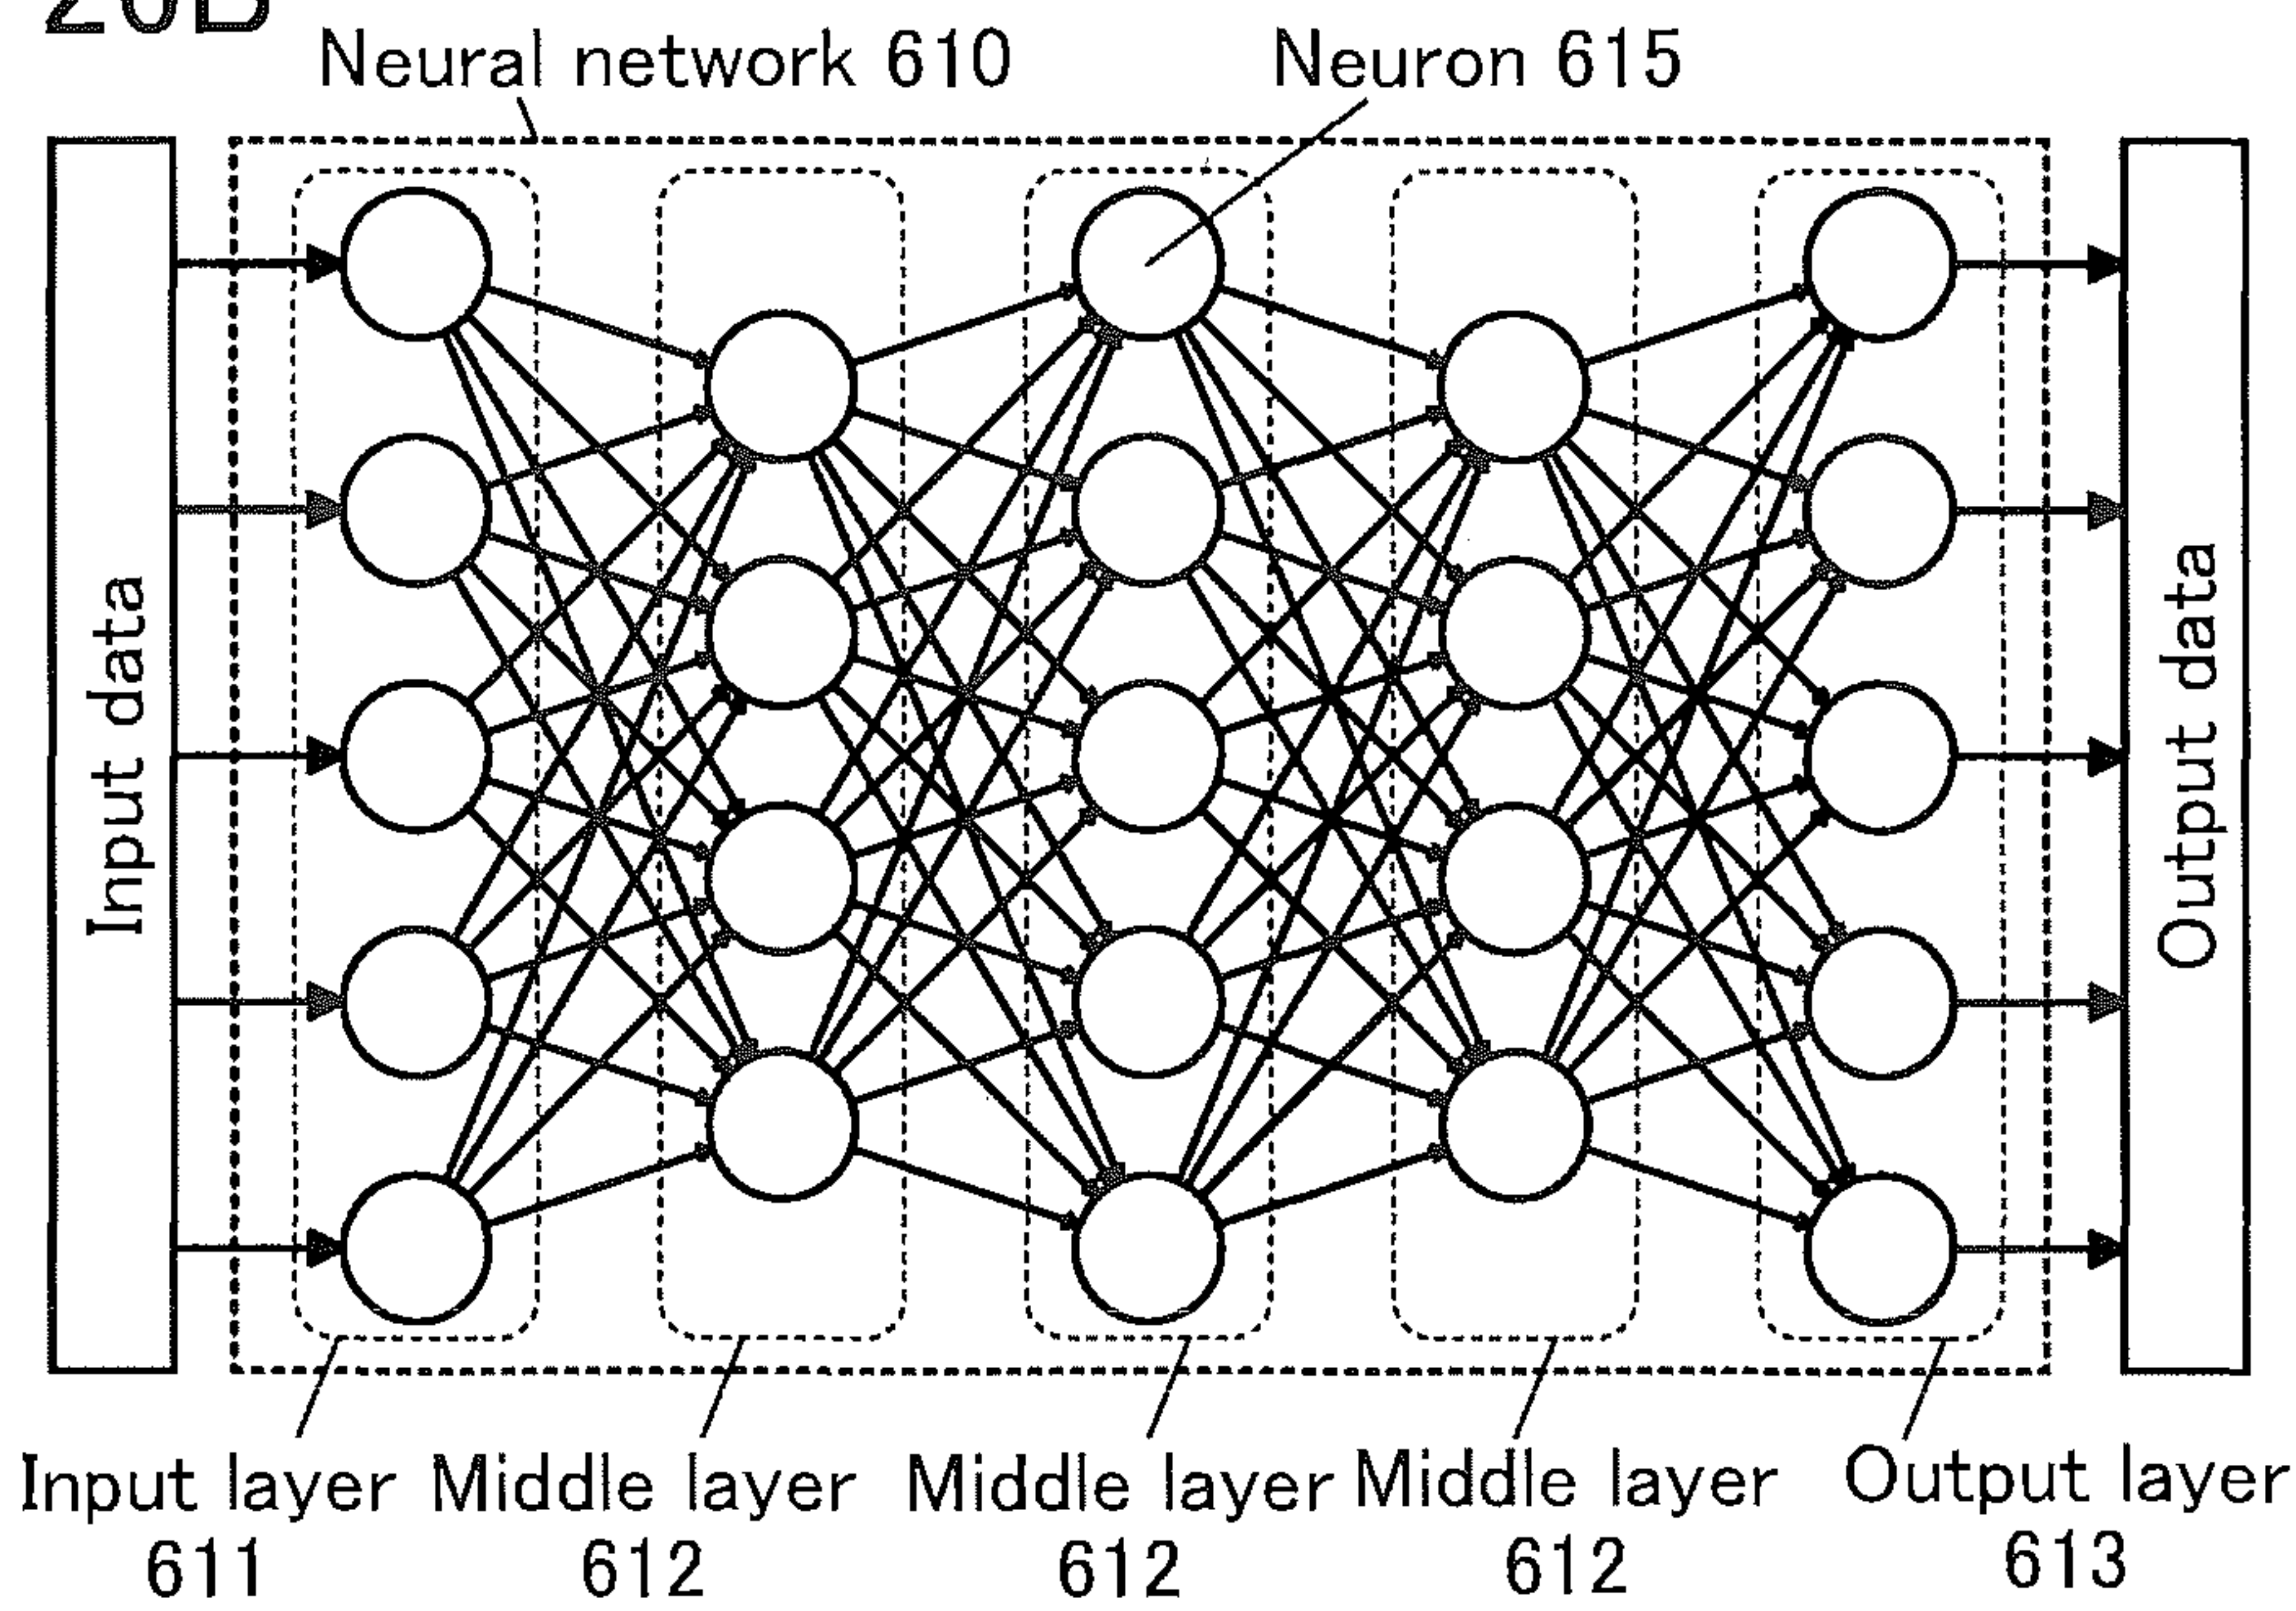 20B
Neural network 610
Neuron 615
Input data
Output data
Input layer
611
Middle layer
612
Middle layer
612
Middle layer
612
Output layer
613